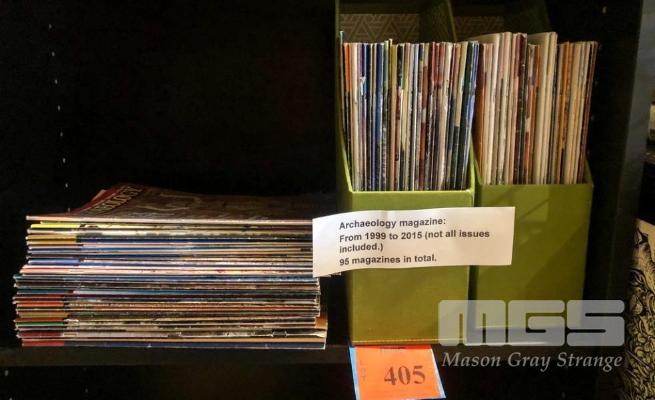 Archaeology magazine:
From 1999 to 2015 (not all issues
included.)
95 magazines in total.
405
MGS
Mason Gray Strange